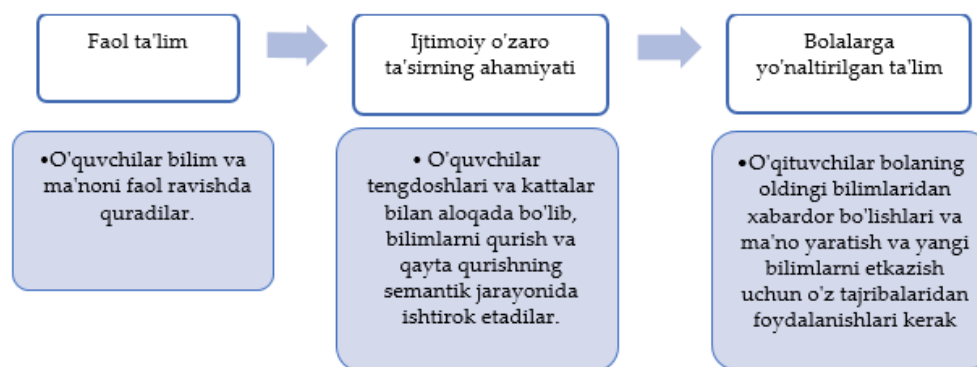 Faol ta'lim
Ijtimoiy o'zaro
ta'sirning ahamiyati
Bolalarga
yo'naltirilgan ta'lim
•O'quvchilar bilim va
ma'noni faol ravishda
quradilar.
• O'quvchilar
tengdoshlari va kattalar
bilan aloqada bo'lib,
bilimlarni qurish va
qayta qurishning
semantik jarayonida
ishtirok etadilar.
•O'qituvchilar bolaning
oldingi bilimlaridan
xabardor bo'lishlari va
ma'no yaratish va yangi
bilimlarni etkazish
uchun o'z tajribalaridan
foydalanishlari kerak